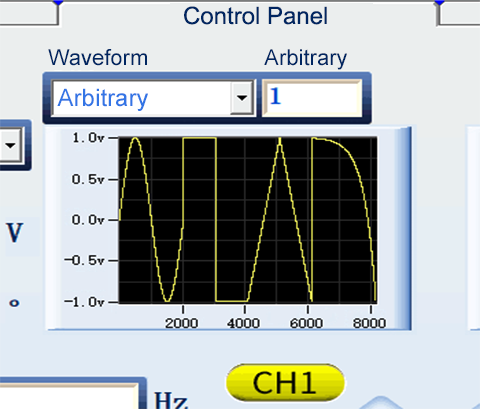 Control Panel
Waveform Arbitrary
Arbitrary 1
1.0v
0.5v
0.0v
-0.5v
-1.0v
2000 4000 6000 8000
V
°
CH1
Hz